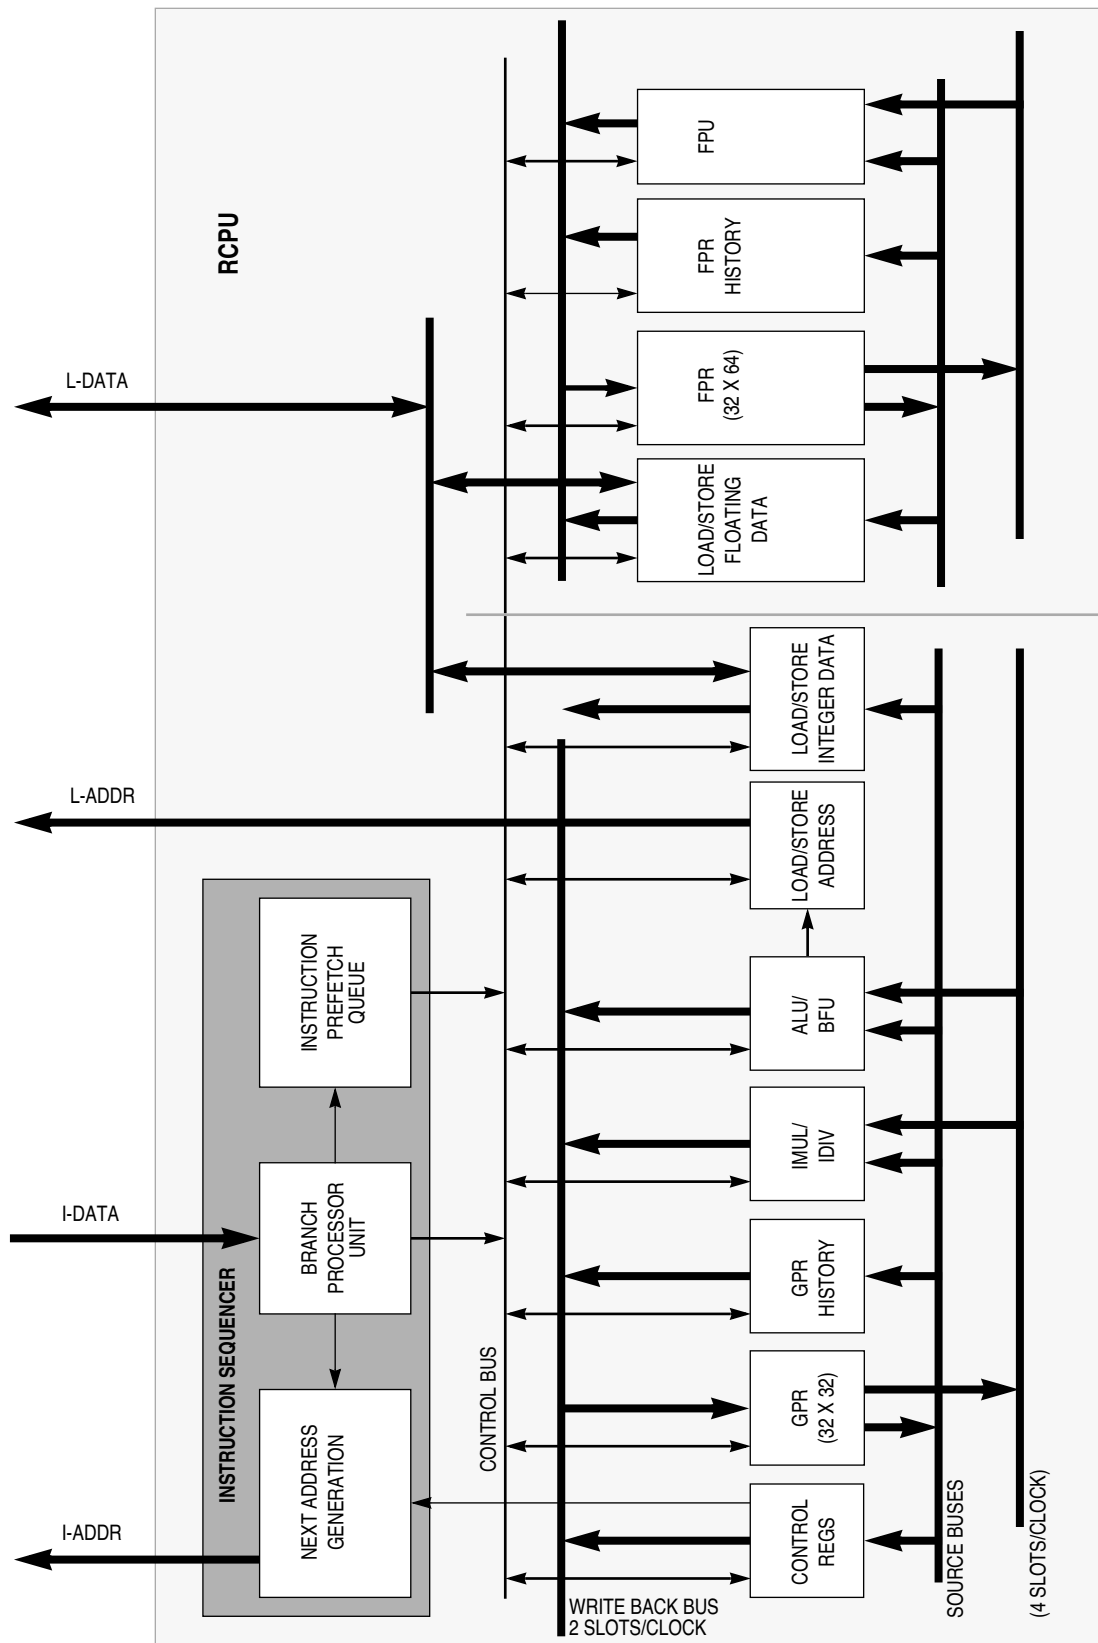 RCPU
L-DATA
L-ADDR
I-DATA
I-ADDR
INSTRUCTION SEQUENCER
NEXT ADDRESS
GENERATION
BRANCH
PROCESSOR
UNIT
INSTRUCTION
PREFETCH
QUEUE
CONTROL BUS
WRITE BACK BUS
2 SLOTS/CLOCK
CONTROL
REGS
GPR
(32 X 32)
GPR
HISTORY
IMUL/
IDIV
ALU/
BFU
LOAD/STORE
ADDRESS
LOAD/STORE
INTEGER DATA
LOAD/STORE
FLOATING
DATA
FPR
(32 X 64)
FPR
HISTORY
FPU
SOURCE BUSES
(4 SLOTS/CLOCK)